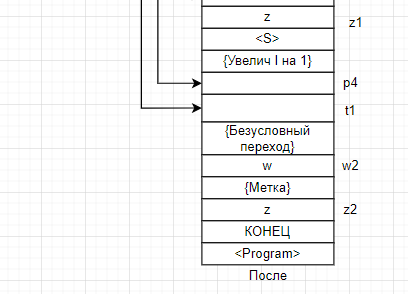 z
z1
<S>
{Увелич I на 1}
p4
t1
{Безусловный
переход}
w
w2
{Метка}
z
z2
КОНЕЦ
<Program>
После